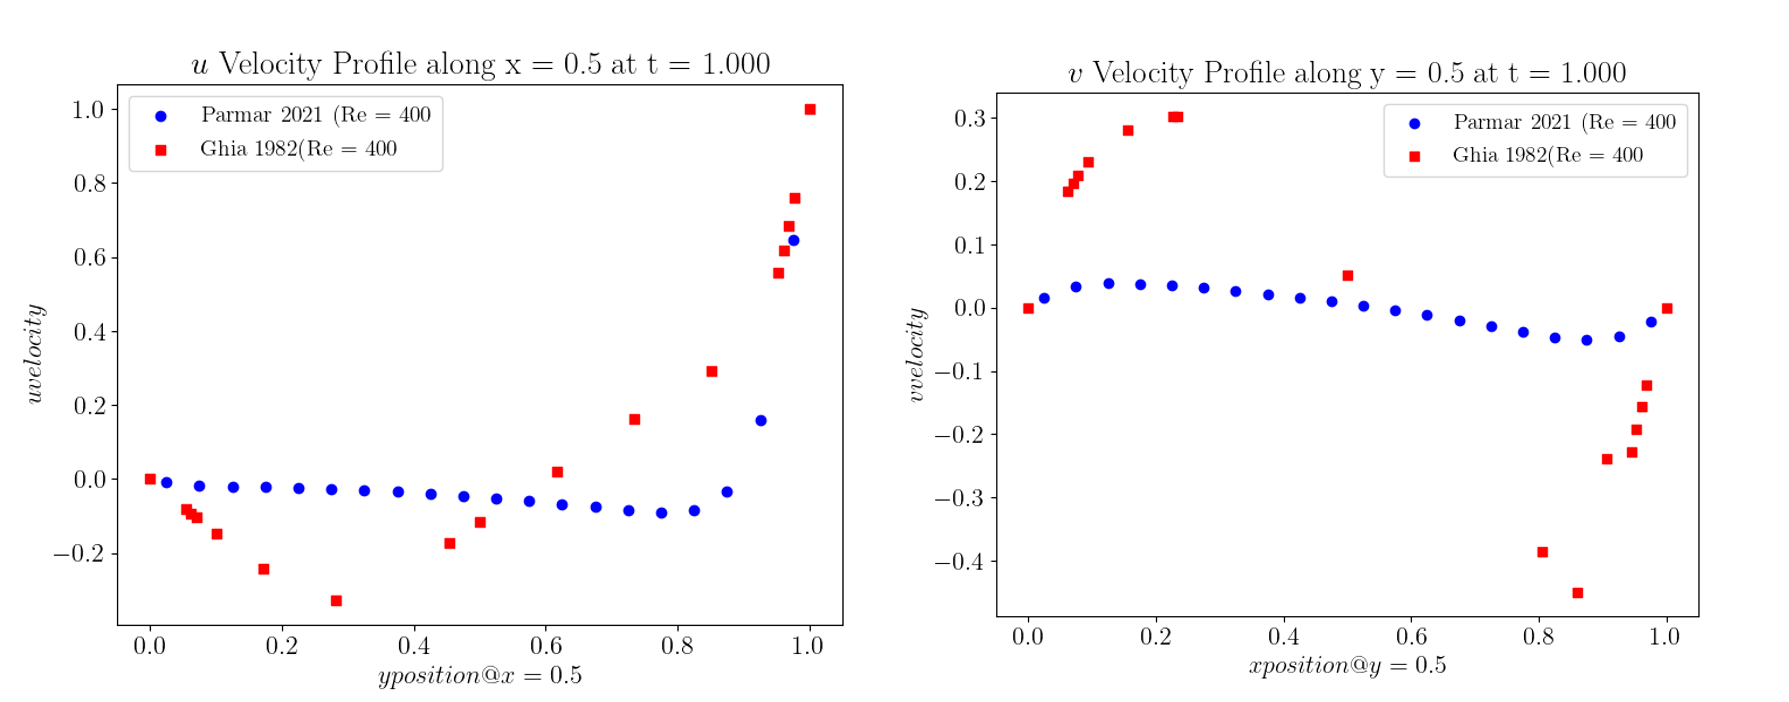 u Velocity Profile along x = 0.5 at t = 1.000
1.0
0.8
0.6
0.4
0.2
0.0
−0.2
uvelocity
Parmar 2021 (Re = 400
Ghia 1982(Re = 400
0.0 0.2 0.4 0.6 0.8 1.0
yposition@x = 0.5
v Velocity Profile along y = 0.5 at t = 1.000
0.3
0.2
0.1
0.0
−0.1
−0.2
−0.3
−0.4
vvelocity
Parmar 2021 (Re = 400
Ghia 1982(Re = 400
0.0 0.2 0.4 0.6 0.8 1.0
xposition@y = 0.5